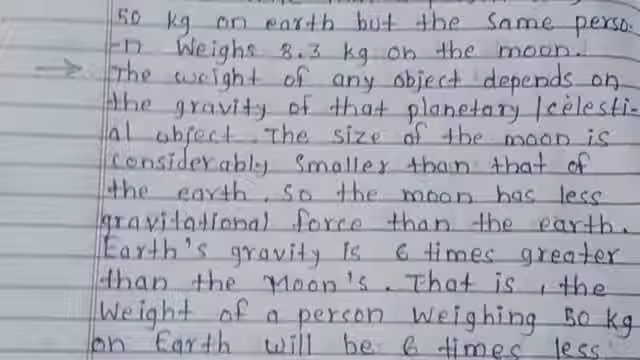 50 kg on earth but the same perso-
n Weighs 8.3 kg on the moon.
→ The weight of any object depends on
the gravity of that planetary / celesti-
al object. The size of the moon is
considerably smaller than that of
the earth. So the moon has less
gravitational force than the earth.
Earth's gravity is 6 times greater
than the Moon's. That is, the
Weight of a person weighing 50 kg
on Earth will be 6 times less